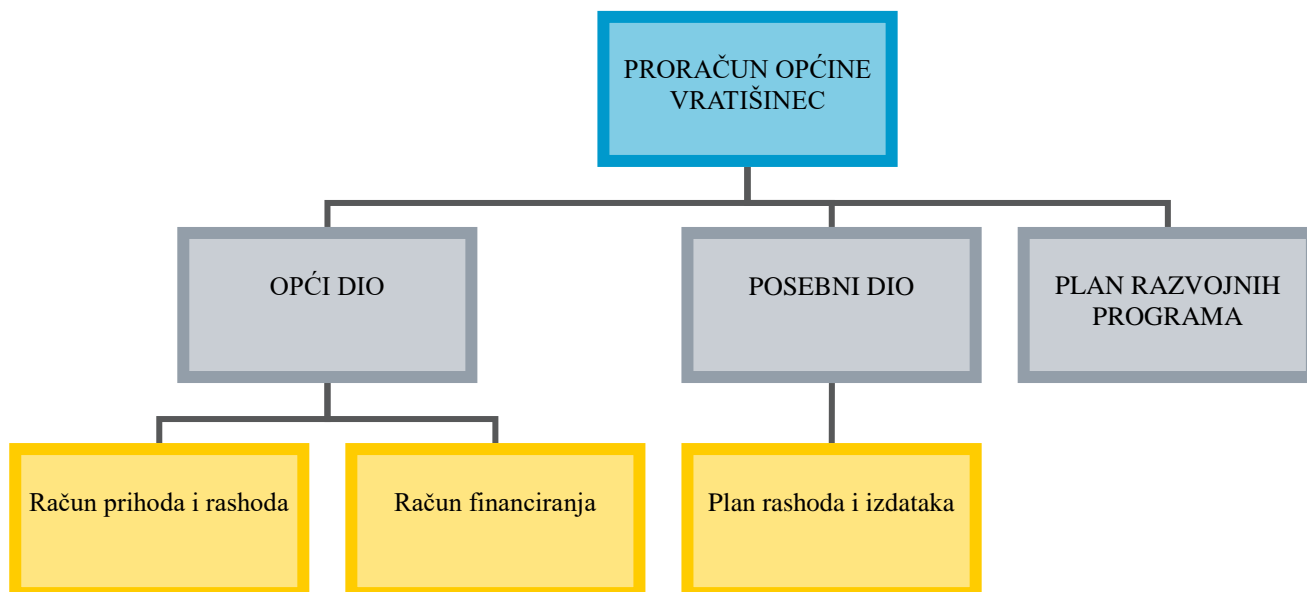 PRORAČUN OPĆINE
VRATIŠINEC
OPĆI DIO
POSEBNI DIO
PLAN RAZVOJNIH
PROGRAMA
Račun prihoda i rashoda
Račun financiranja
Plan rashoda i izdataka